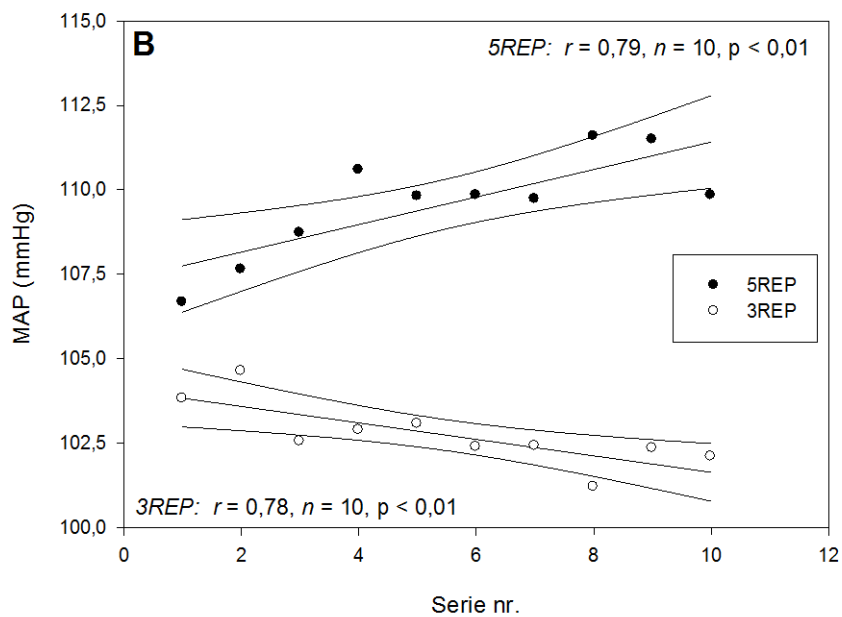 B
5REP: r = 0,79, n = 10, p < 0,01
115,0
112,5
110,0
107,5
105,0
102,5
100,0
MAP (mmHg)
5REP
3REP
3REP: r = 0,78, n = 10, p < 0,01
0 2 4 6 8 10 12
Serie nr.